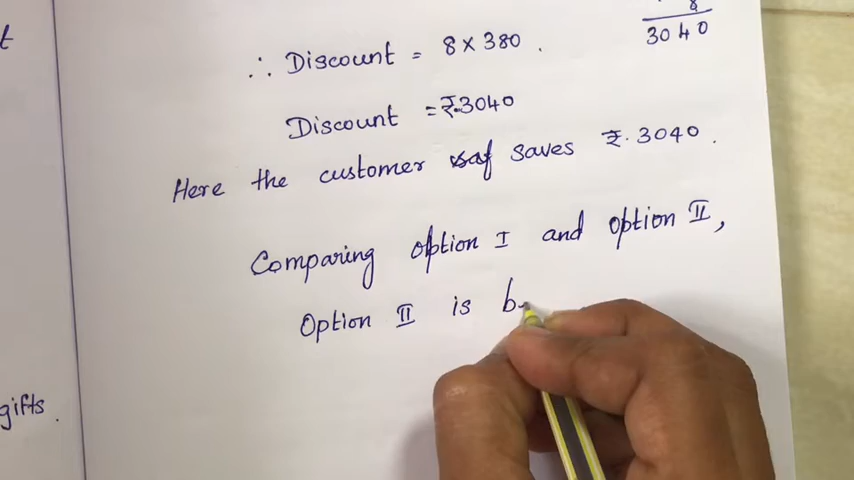 t
8
3040
∴ Discount = 8 × 380 .
Discount = ₹.3040
Here the customer saves ₹. 3040 .
Comparing option I and option II,
Option II is b
gifts.